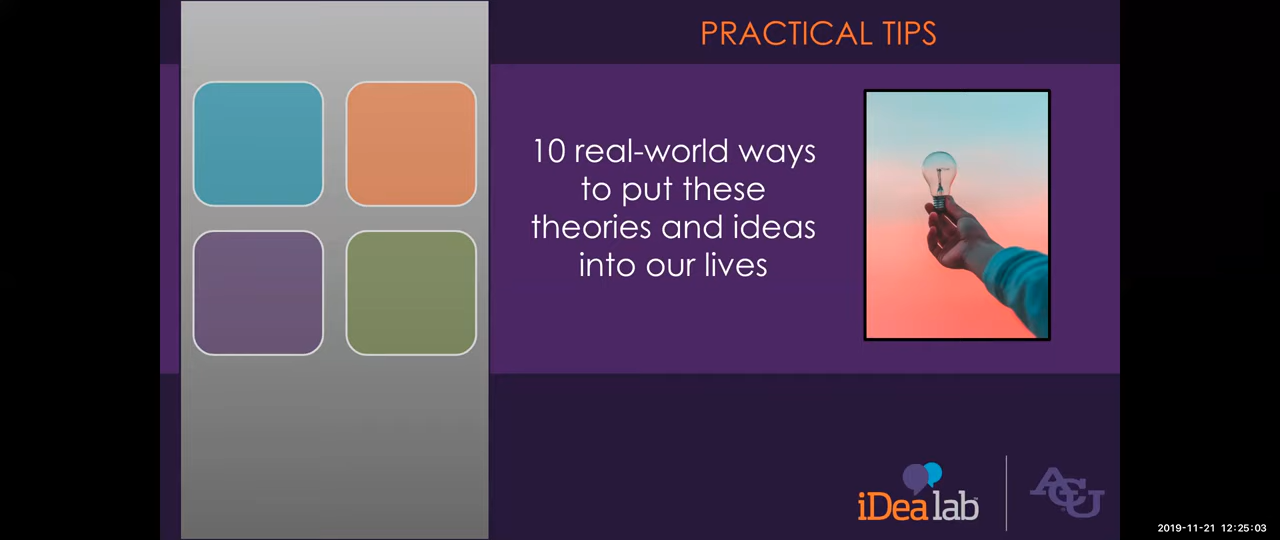 PRACTICAL TIPS
10 real-world ways
to put these
theories and ideas
into our lives
iDea lab
ACU
2019-11-21 12:25:03